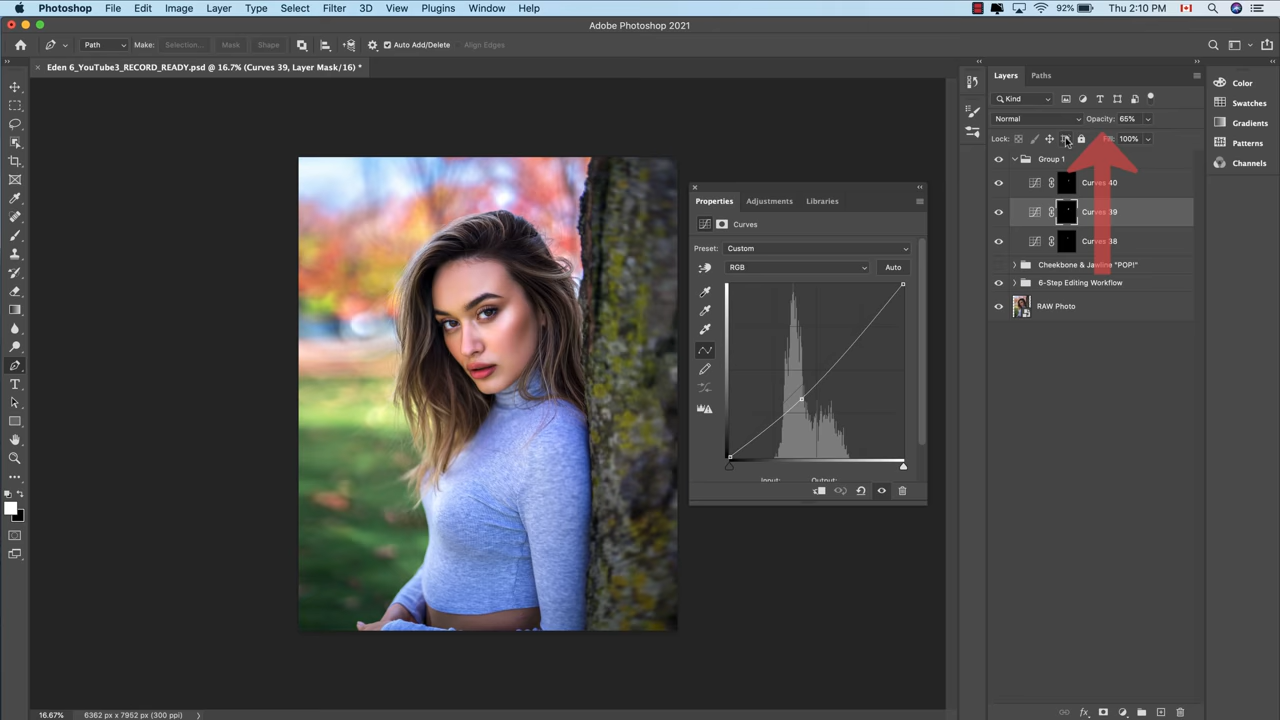 Photoshop File Edit Image Layer Type Select Filter 3D View Plugins Window Help 92% Thu 2:10 PM
Adobe Photoshop 2021
Path Make: Selection... Mask Shape Auto Add/Delete Align Edges
× Eden 6_YouTube3_RECORD_READY.psd @ 16.7% (Curves 39, Layer Mask/16) *
Layers Paths
Kind
Normal Opacity: 65%
Lock: Fill: 100%
Group 1
Curves 40
Curves 39
Curves 38
Cheekbone & Jawline "POP!"
6-Step Editing Workflow
RAW Photo
Color
Swatches
Gradients
Patterns
Channels
Properties Adjustments Libraries
Curves
Preset: Custom
RGB Auto
Input: Output:
16.67% 6362 px x 7952 px (300 ppi)